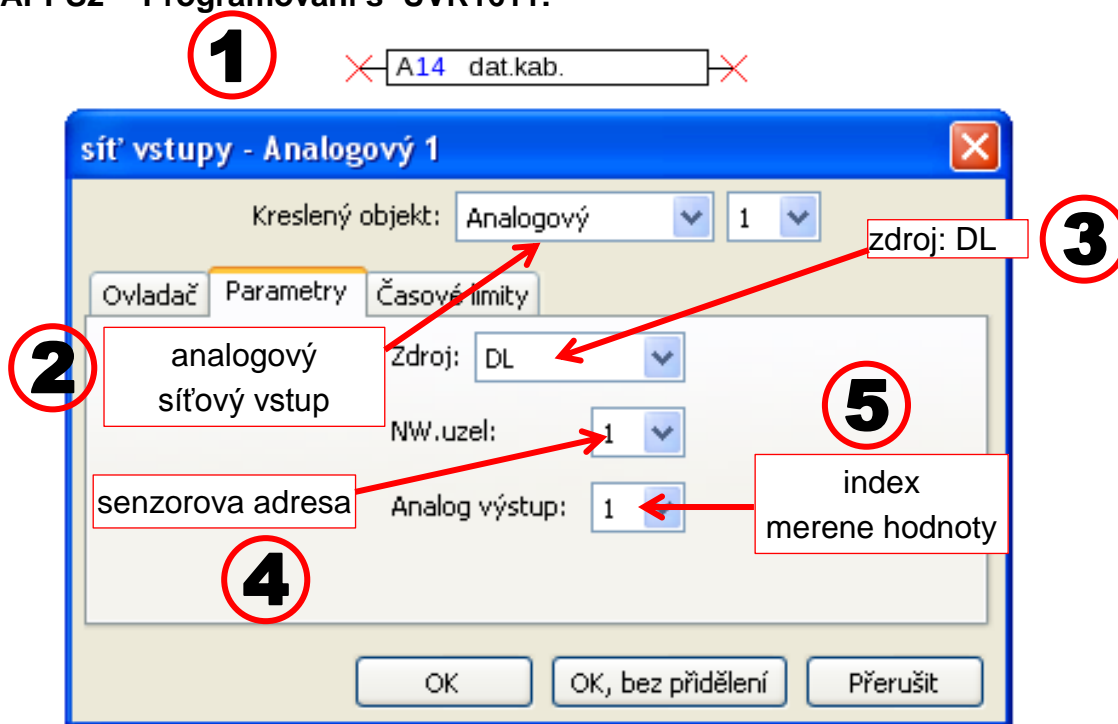 Programování s UVR1611:
1
A14 dat.kab.
síť vstupy - Analogový 1
Kreslený objekt: Analogový 1
zdroj: DL
3
Ovladač Parametry Časové limity
2
analogový
síťový vstup
Zdroj: DL
5
NW.uzel: 1
senzorova adresa
Analog výstup: 1
index
merene hodnoty
4
OK OK, bez přidělení Přerušit